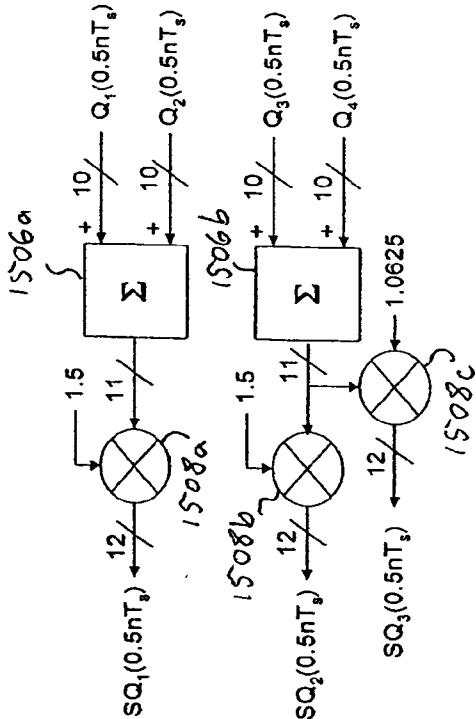 1506a
Q₁(0.5nTₛ)
10
+
Σ
10
+
Q₂(0.5nTₛ)
11
1.5
12
1508a
SQ₁(0.5nTₛ)
1506b
Q₃(0.5nTₛ)
10
+
Σ
10
+
Q₄(0.5nTₛ)
11
1.5
12
1508b
SQ₂(0.5nTₛ)
1.0625
12
1508c
SQ₃(0.5nTₛ)